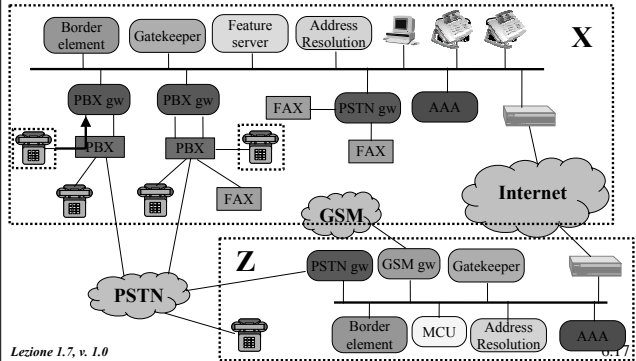 Border element
Gatekeeper
Feature server
Address Resolution
X
PBX gw
PBX gw
FAX
PSTN gw
AAA
PBX
PBX
FAX
FAX
Internet
GSM
Z
PSTN gw
GSM gw
Gatekeeper
PSTN
Border element
MCU
Address Resolution
AAA
Lezione 1.7, v. 1.0
6.17